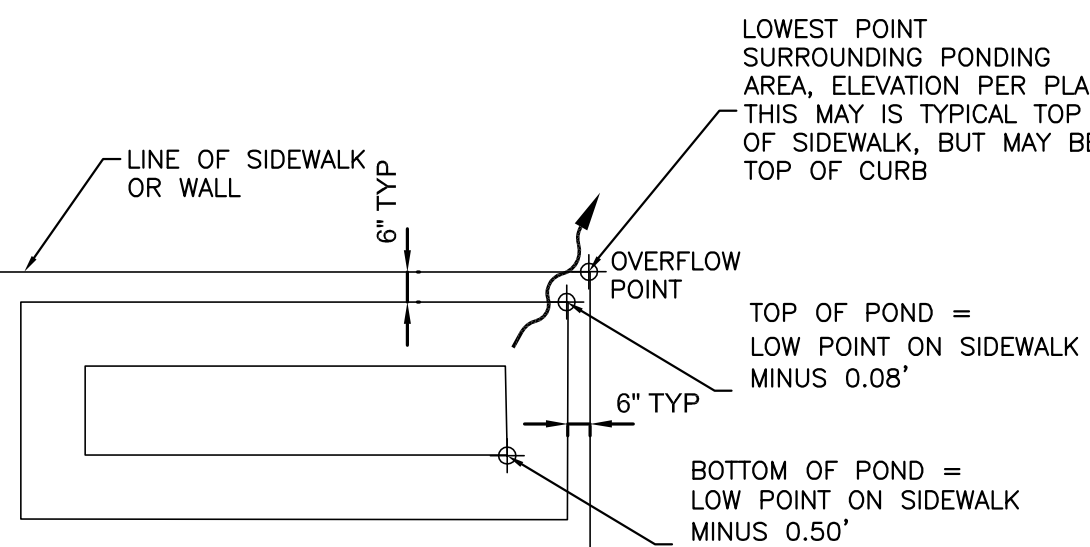 LOWEST POINT
SURROUNDING PONDING
AREA, ELEVATION PER PLA
THIS MAY IS TYPICAL TOP
OF SIDEWALK, BUT MAY BE
TOP OF CURB
LINE OF SIDEWALK
OR WALL
6" TYP
OVERFLOW
POINT
TOP OF POND =
LOW POINT ON SIDEWALK
MINUS 0.08'
6" TYP
BOTTOM OF POND =
LOW POINT ON SIDEWALK
MINUS 0.50'